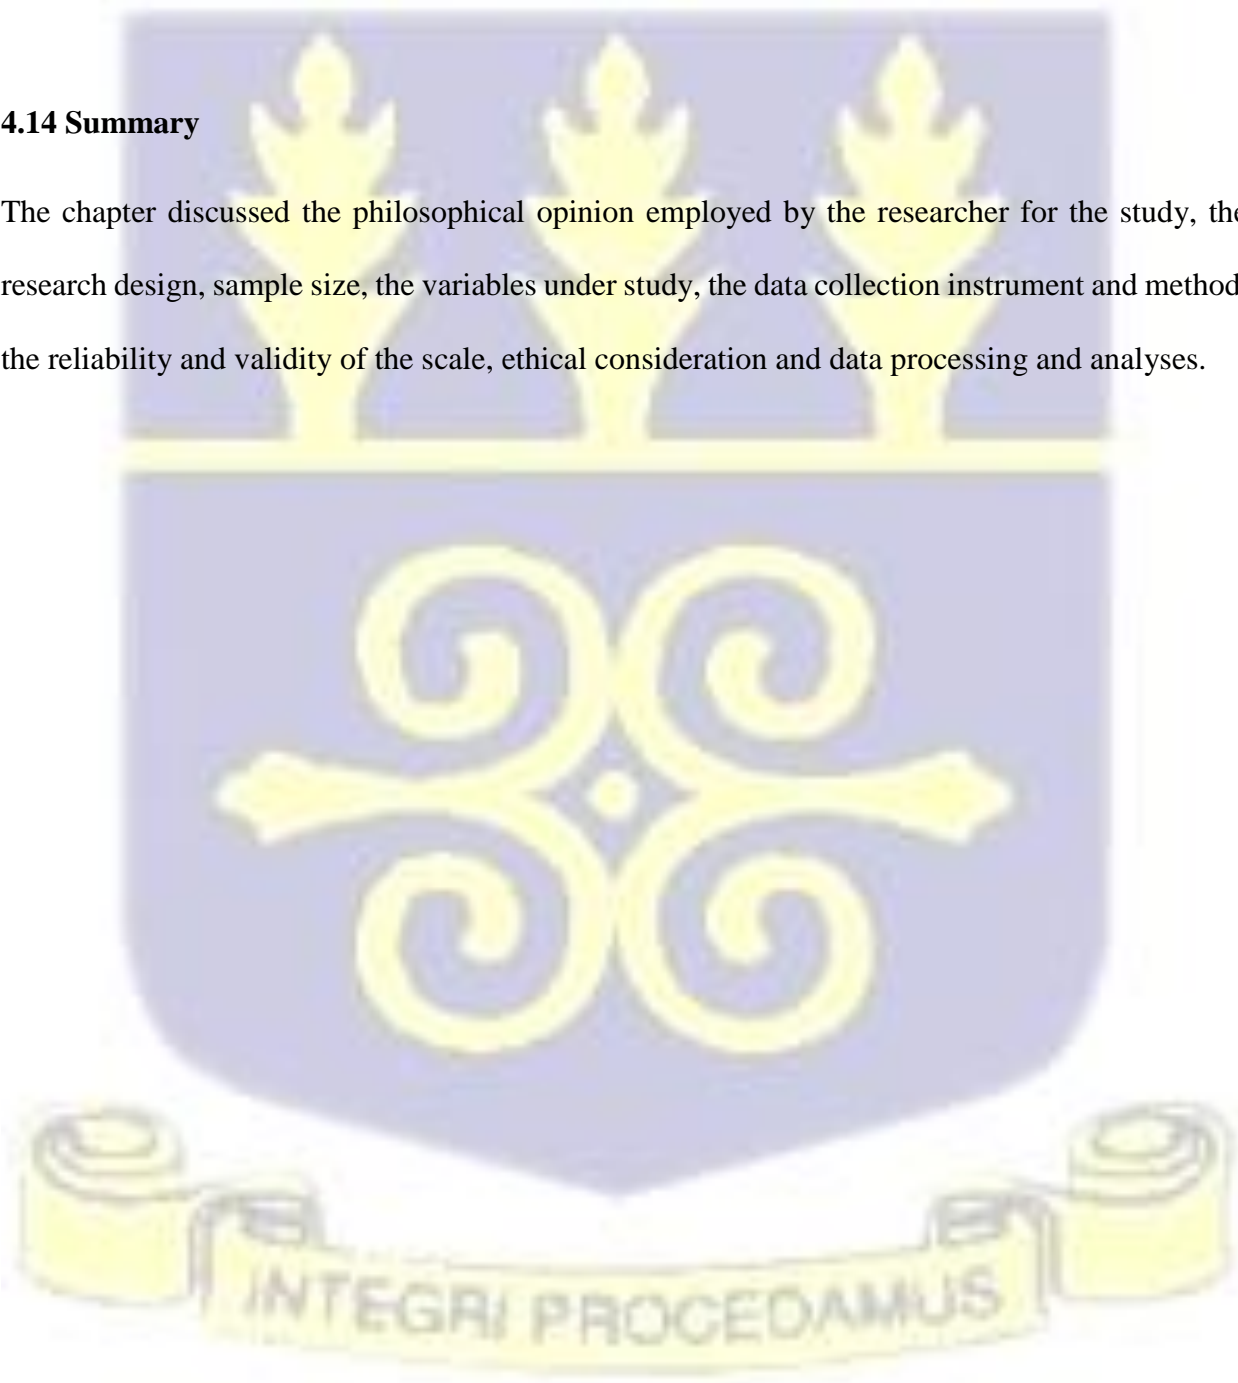 4.14 Summary
The chapter discussed the philosophical opinion employed by the researcher for the study, the
research design, sample size, the variables under study, the data collection instrument and method
the reliability and validity of the scale, ethical consideration and data processing and analyses.
INTEGRI PROCEDAMUS